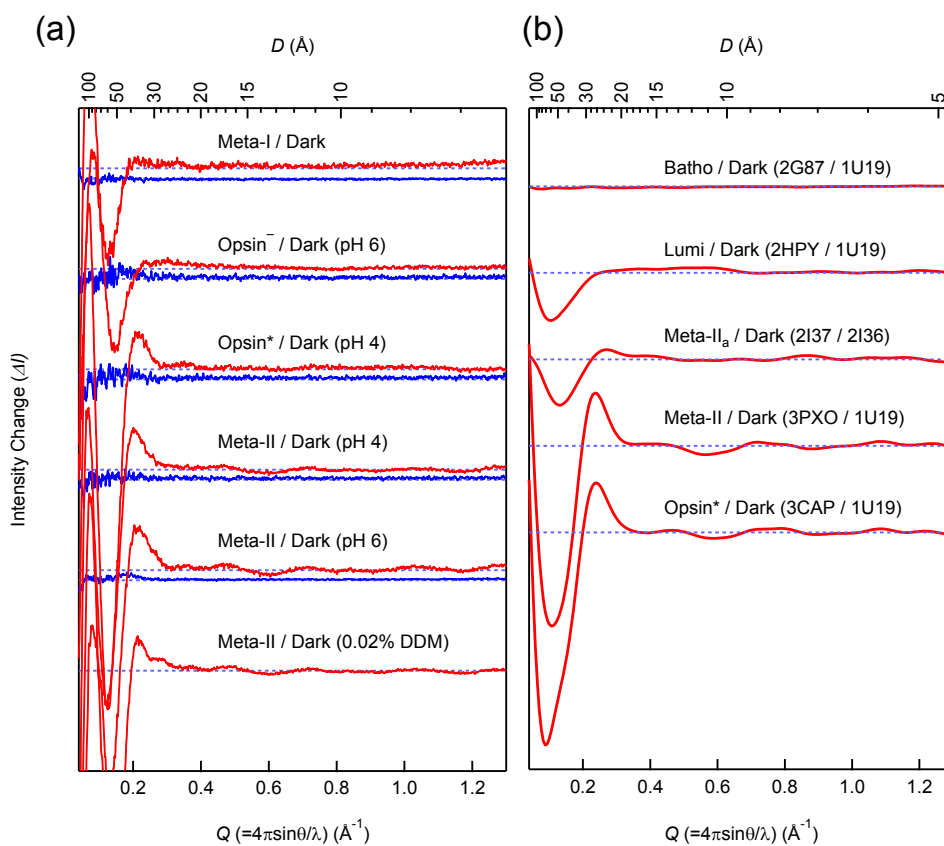 (a)
D (Å)
100 50 30 20 15 10
Meta-I / Dark
Opsin⁻ / Dark (pH 6)
Opsin* / Dark (pH 4)
Meta-II / Dark (pH 4)
Meta-II / Dark (pH 6)
Meta-II / Dark (0.02% DDM)
Intensity Change (ΔI)
0.2 0.4 0.6 0.8 1.0 1.2
Q (=4πsinθ/λ) (Å⁻¹)
(b)
D (Å)
100 50 30 20 15 10 5
Batho / Dark (2G87 / 1U19)
Lumi / Dark (2HPY / 1U19)
Meta-IIₐ / Dark (2I37 / 2I36)
Meta-II / Dark (3PXO / 1U19)
Opsin* / Dark (3CAP / 1U19)
0.2 0.4 0.6 0.8 1.0 1.2
Q (=4πsinθ/λ) (Å⁻¹)